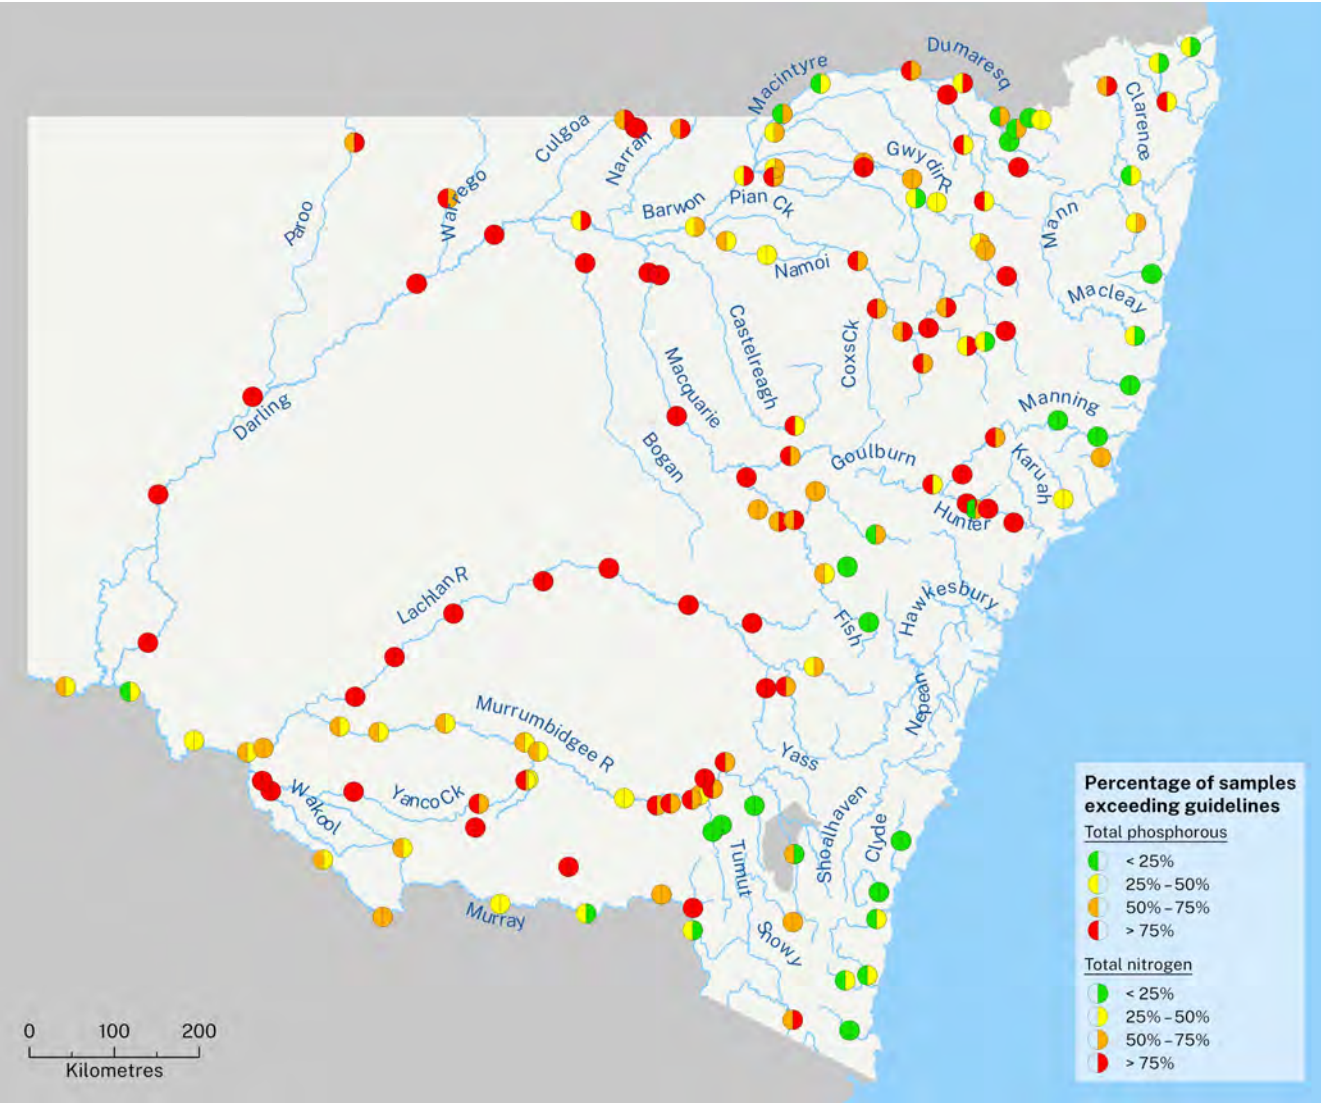 Dumaresq
Macintyre
Clarence
Culgoa
Narran
Gwydir R
Warrego
Paroo
Barwon
Pian Ck
Mann
Namoi
Macleay
Castelreagh
CoxsCk
Macquarie
Darling
Manning
Bogan
Goulburn
Karuah
Hunter
Lachlan R
Hawkesbury
Fish
Nepean
Murrumbidgee R
Yass
Yanco Ck
Wakool
Shoalhaven
Clyde
Tumut
Murray
Snowy
Percentage of samples
exceeding guidelines
Total phosphorous
< 25%
25% – 50%
50% – 75%
> 75%
Total nitrogen
< 25%
25% – 50%
50% – 75%
> 75%
0 100 200
Kilometres